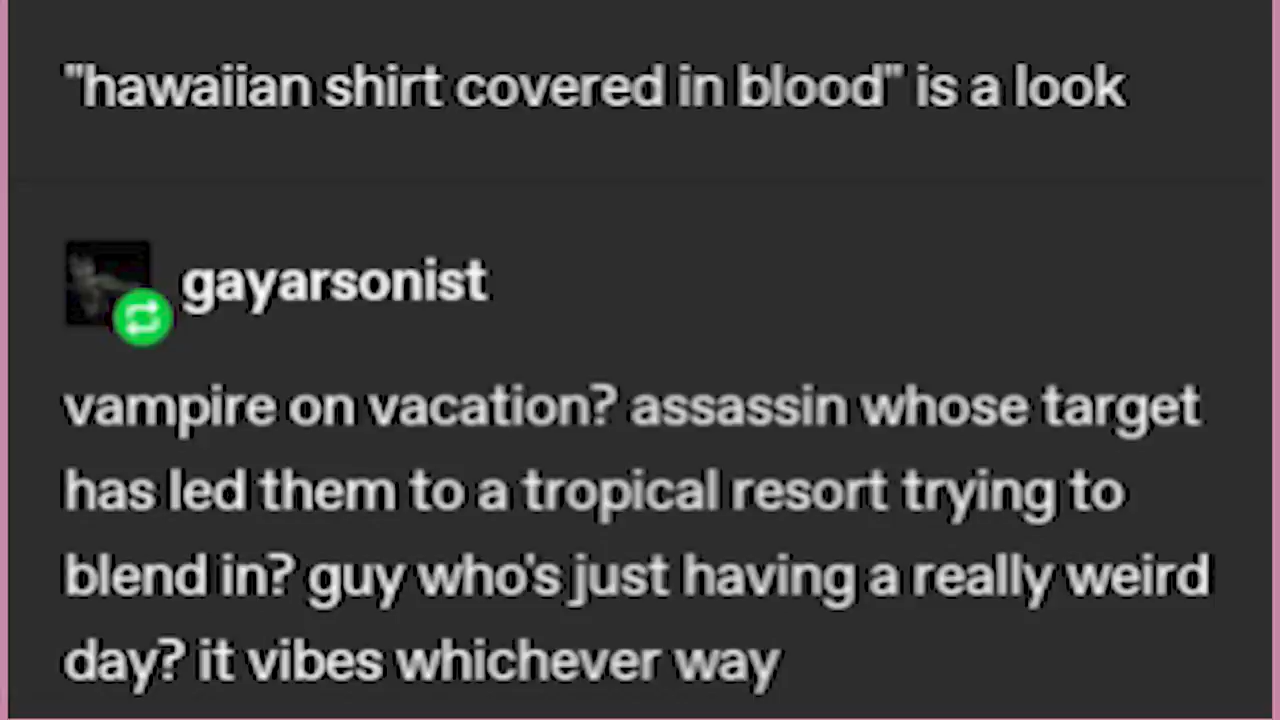 "hawaiian shirt covered in blood" is a look
gayarsonist
vampire on vacation? assassin whose target
has led them to a tropical resort trying to
blend in? guy who's just having a really weird
day? it vibes whichever way